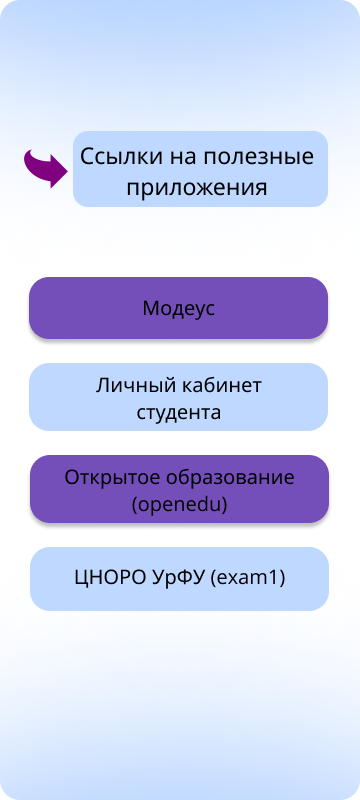 Ссылки на полезные
приложения
Модеус
Личный кабинет
студента
Открытое образование
(openedu)
ЦНОРО УрФУ (exam1)